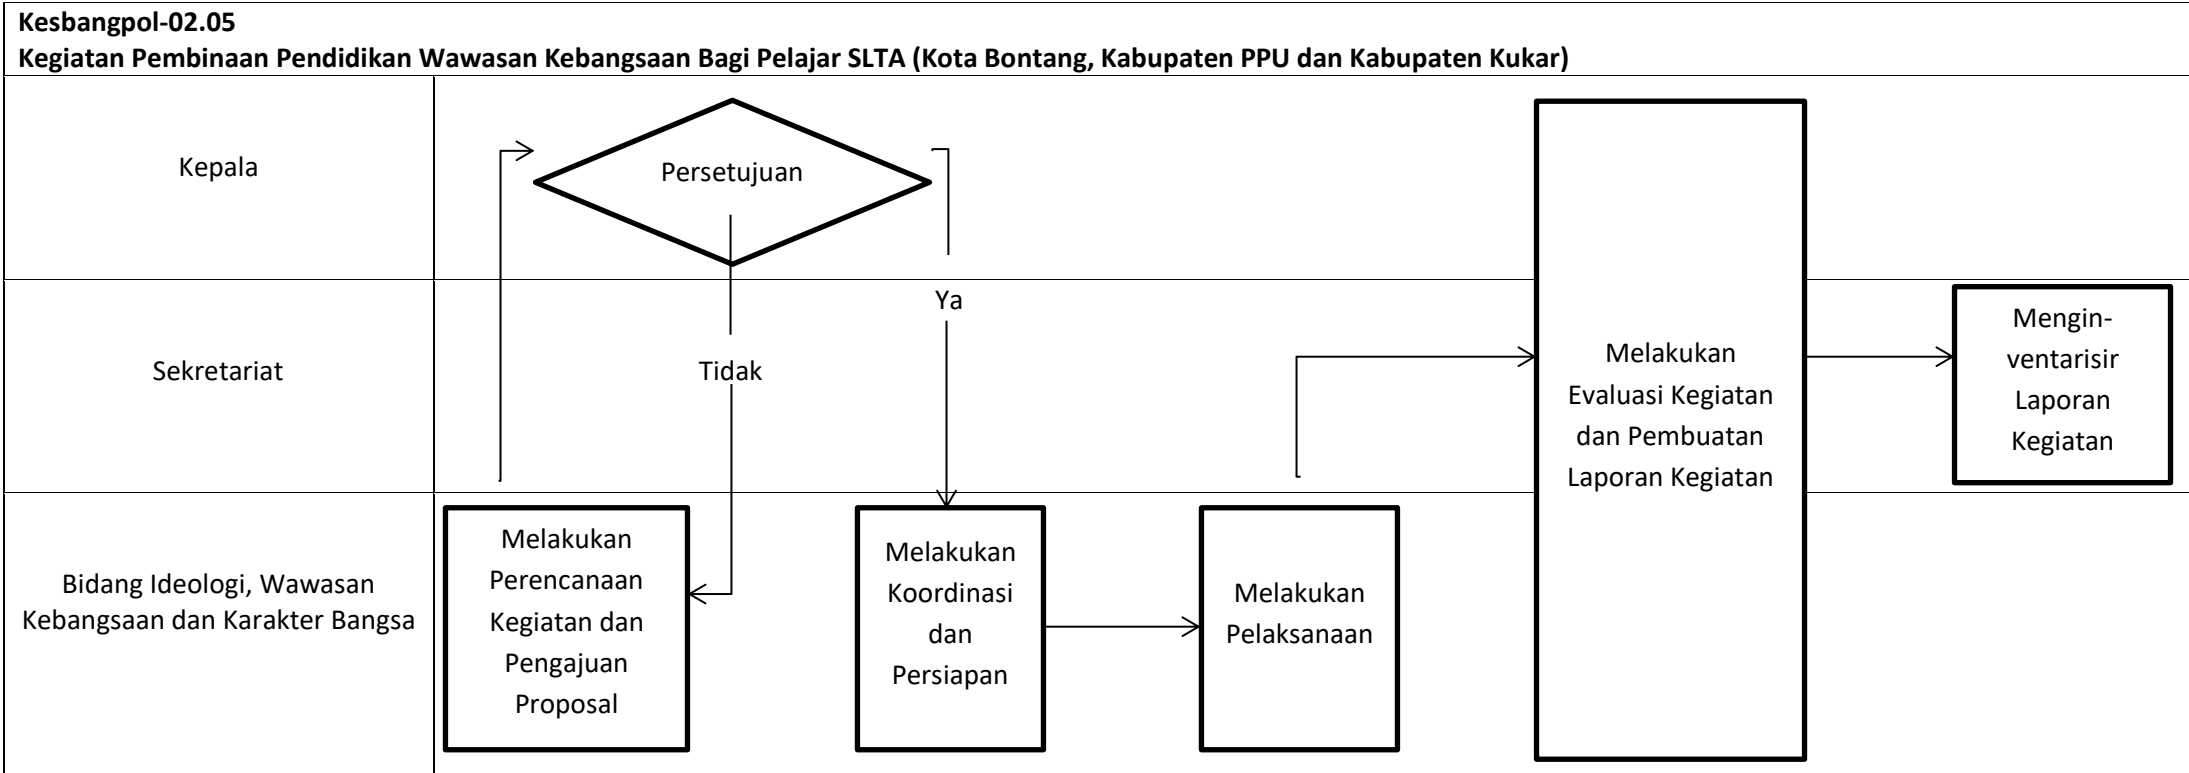 Kesbangpol-02.05
Kegiatan Pembinaan Pendidikan Wawasan Kebangsaan Bagi Pelajar SLTA (Kota Bontang, Kabupaten PPU dan Kabupaten Kukar)
Kepala
Persetujuan
Sekretariat
Ya
Tidak
Bidang Ideologi, Wawasan
Kebangsaan dan Karakter Bangsa
Melakukan
Perencanaan
Kegiatan dan
Pengajuan
Proposal
Melakukan
Koordinasi
dan
Persiapan
Melakukan
Pelaksanaan
Melakukan
Evaluasi Kegiatan
dan Pembuatan
Laporan Kegiatan
Mengin-
ventarisir
Laporan
Kegiatan